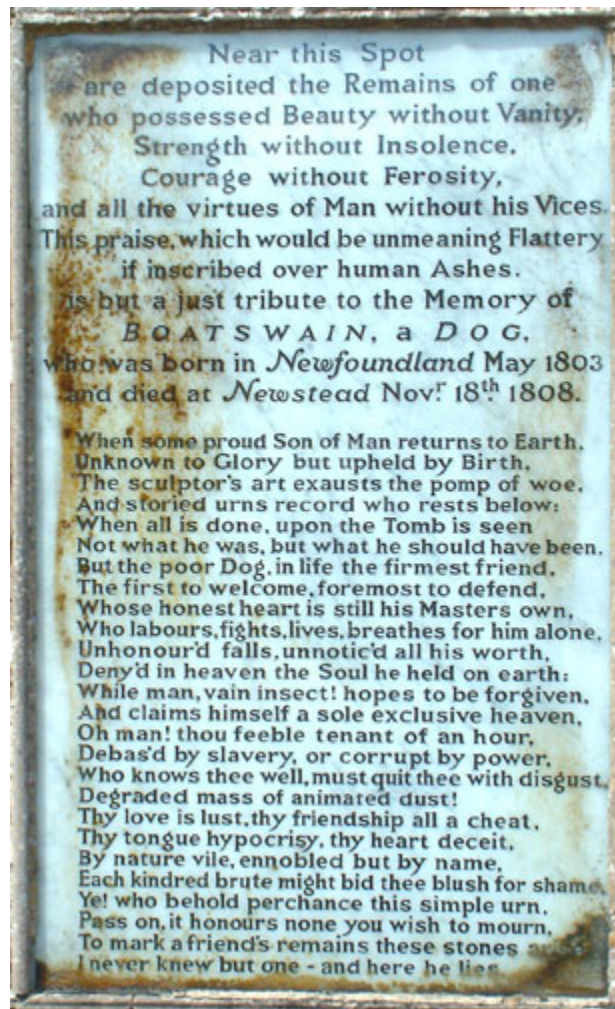 Near this Spot
are deposited the Remains of one
who possessed Beauty without Vanity,
Strength without Insolence,
Courage without Ferosity,
and all the virtues of Man without his Vices.
This praise, which would be unmeaning Flattery
if inscribed over human Ashes.
is but a just tribute to the Memory of
BOATSWAIN, a DOG,
who was born in Newfoundland May 1803
and died at Newstead Novr. 18th. 1808.
When some proud Son of Man returns to Earth,
Unknown to Glory but upheld by Birth,
The sculptor's art exausts the pomp of woe,
And storied urns record who rests below:
When all is done, upon the Tomb is seen
Not what he was, but what he should have been.
But the poor Dog, in life the firmest friend,
The first to welcome, foremost to defend,
Whose honest heart is still his Masters own,
Who labours, fights, lives, breathes for him alone,
Unhonour'd falls, unnotic'd all his worth,
Deny'd in heaven the Soul he held on earth:
While man, vain insect! hopes to be forgiven,
And claims himself a sole exclusive heaven,
Oh man! thou feeble tenant of an hour,
Debas'd by slavery, or corrupt by power,
Who knows thee well, must quit thee with disgust,
Degraded mass of animated dust!
Thy love is lust, thy friendship all a cheat,
Thy tongue hypocrisy, thy heart deceit,
By nature vile, ennobled but by name,
Each kindred brute might bid thee blush for shame,
Ye! who behold perchance this simple urn,
Pass on, it honours none you wish to mourn,
To mark a friend's remains these stones
I never knew but one - and here he lies